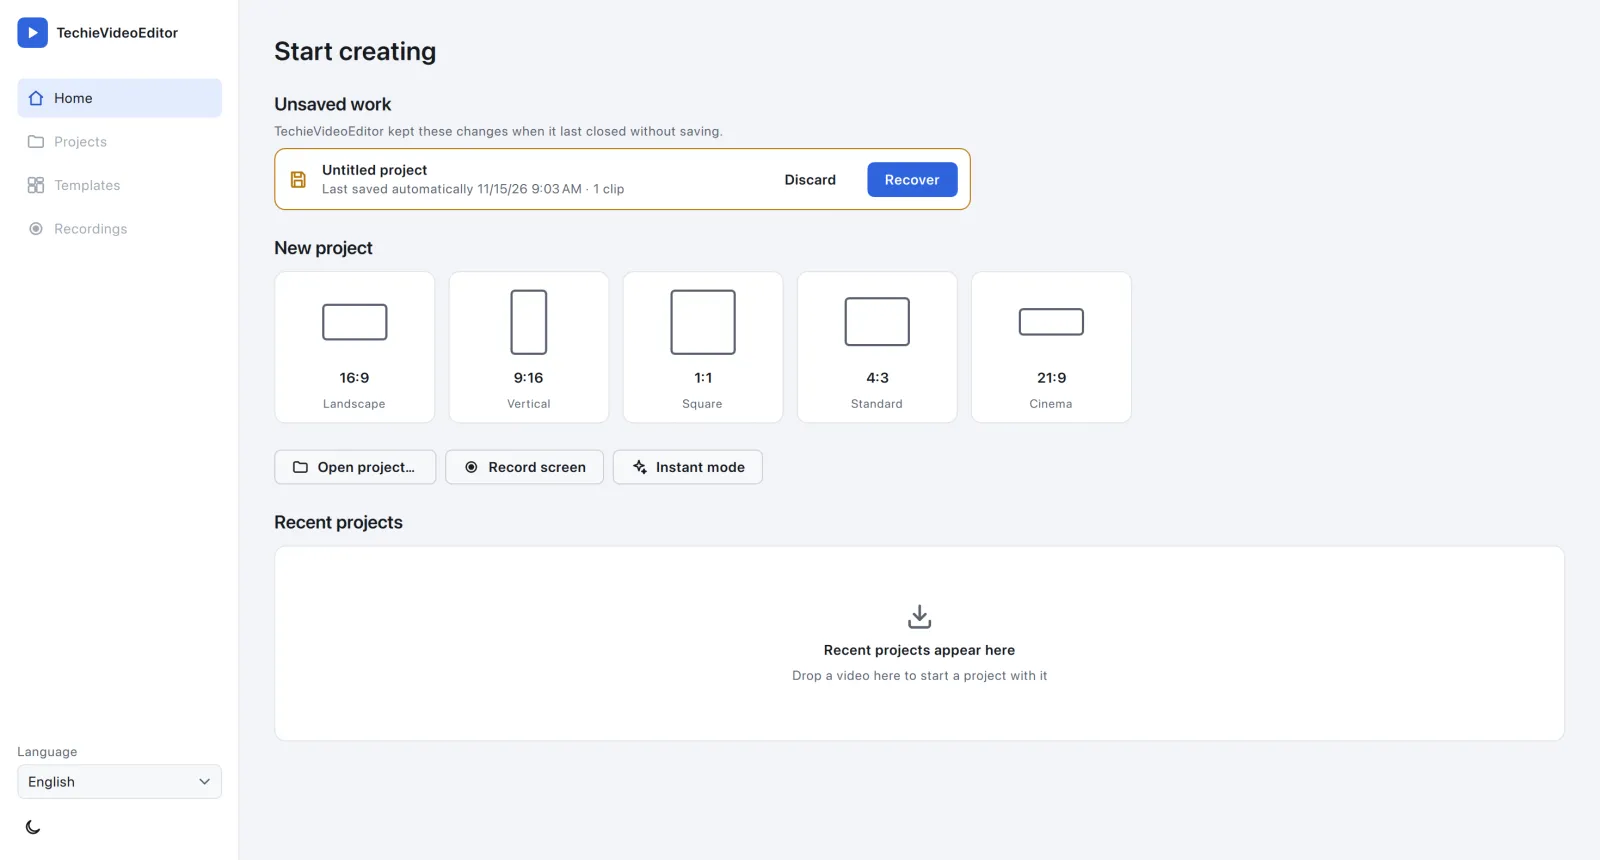 TechieVideoEditor
Home
Projects
Templates
Recordings
Language
English
Start creating
Unsaved work
TechieVideoEditor kept these changes when it last closed without saving.
Untitled project
Last saved automatically 11/15/26 9:03 AM · 1 clip
Discard
Recover
New project
16:9
Landscape
9:16
Vertical
1:1
Square
4:3
Standard
21:9
Cinema
Open project…
Record screen
Instant mode
Recent projects
Recent projects appear here
Drop a video here to start a project with it